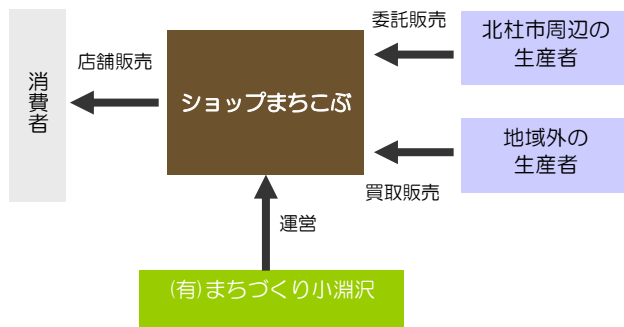 委託販売
北杜市周辺の
生産者
店舗販売
消費者
ショップまちこぶ
地域外の
生産者
買取販売
運営
(有)まちづくり小淵沢